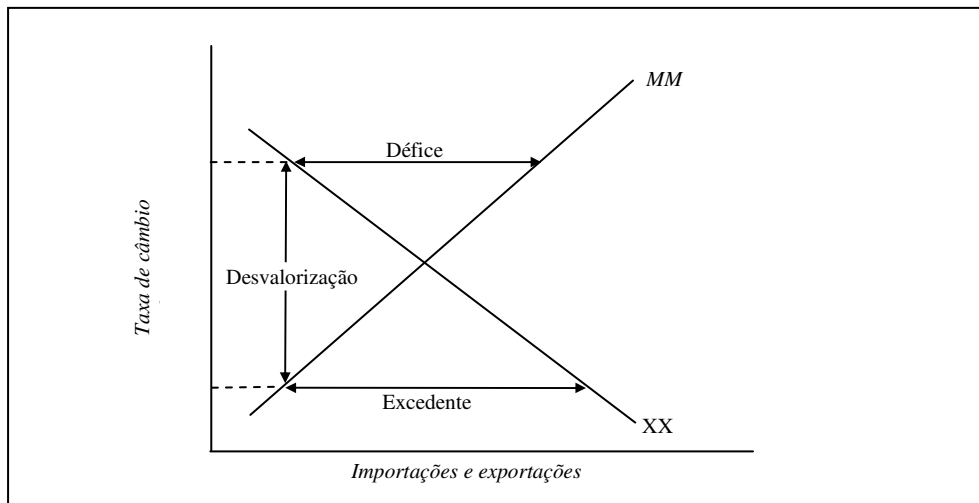 MM
Défice
Taxa de câmbio
Desvalorização
Excedente
XX
Importações e exportações